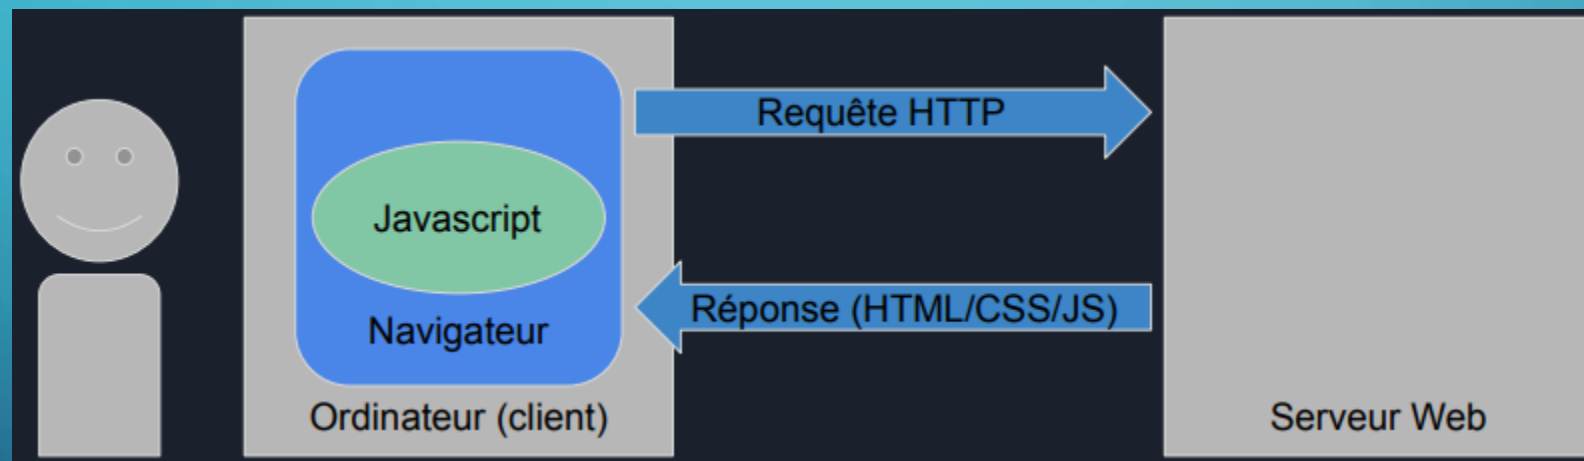 Requête HTTP
Javascript
Réponse (HTML/CSS/JS)
Navigateur
Ordinateur (client)
Serveur Web